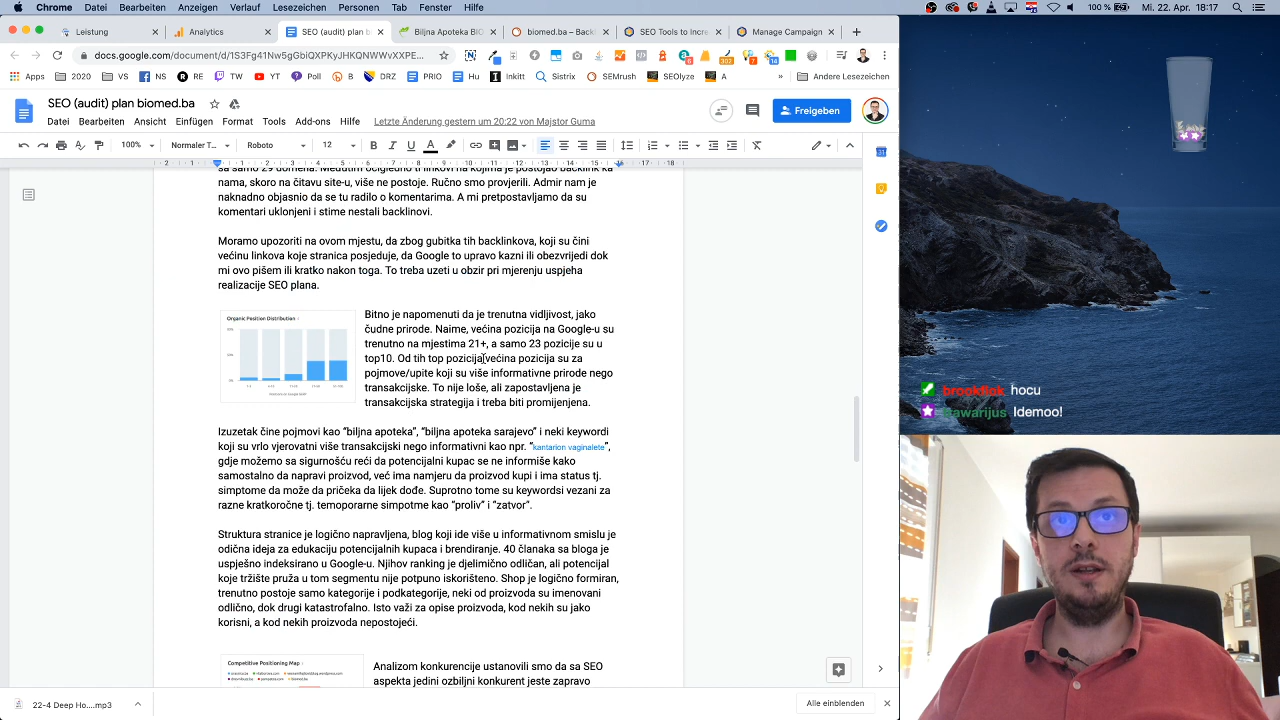 Chrome Datei Bearbeiten Anzeigen Verlauf Lesezeichen Personen Tab Fenster Hilfe
100 % Mi. 22. Apr. 18:17
Leibling Analytics SEO (audit) plan b Biljna Apoteka BIO biomed.ba – Back SEO Tools to Incre Manage Campaign
docs.google.com/document/d/1S3Fg41Nw5gGbiQXPKyJHKONWWvXXPE...
Apps 2020 VS NS RE TW YT Poll B DRZ PRIO Hu Inkitt Sistrix SEMrush SEOlyze A » Andere Lesezeichen
SEO (audit) plan biomed.ba
Datei Bearbeiten Ansicht Einfügen Format Tools Add-ons Hilfe Letzte Änderung gestern um 20:22 von Majstor Guma
Freigeben
100% Normaler T... Roboto 12
sa samo 29 domena. Međutim očigledno ti linkovi na kojima je postojao backlink ka
nama, skoro na čitavu site-u, više ne postoje. Ručno smo provjerili. Admir nam je
naknadno objasnio da se tu radilo o komentarima. A mi pretpostavljamo da su
komentari uklonjeni i stime nestali backlinovi.
Moramo upozoriti na ovom mjestu, da zbog gubitka tih backlinkova, koji su čini
većinu linkova koje stranica posjeduje, da Google to upravo kazni ili obezvrijedi dok
mi ovo pišem ili kratko nakon toga. To treba uzeti u obzir pri mjerenju uspjeha
realizacije SEO plana.
Organic Position Distribution
Bitno je napomenuti da je trenutna vidljivost, jako
čudne prirode. Naime, većina pozicija na Google-u su
trenutno na mjestima 21+, a samo 23 pozicije su u
top10. Od tih top pozicija većina pozicija su za
pojmove/upite koji su više informativne prirode nego
transakcijske. To nije loše, ali zapostavljena je
transakcijska strategija i treba biti promjenjena.
Izuzetak čine pojmovi kao “biljna apoteka”, “biljna apoteka sarajevo” i neki keywordi
koji su vrlo vjerovatni više transakcijski nego informativni kao npr. “kantarion vaginalete”,
gdje možemo sa sigurnošću reći da potencijalni kupac se ne informiše kako
samostalno da napravi proizvod, već ima namjeru da proizvod kupi i ima status tj.
simptome da može da pričeka da lijek dođe. Suprotno tome su keywordsi vezani za
razne kratkoročne tj. temoporarne simpotme kao “proliv” i “zatvor”.
Struktura stranice je logično napravljena, blog koji ide više u informativnom smislu je
odična ideja za edukaciju potencijalnih kupaca i brendiranje. 40 članaka sa bloga je
uspješno indeksirano u Google-u. Njihov ranking je djelimično odličan, ali potencijal
koje tržište pruža u tom segmentu nije potpuno iskorišteno. Shop je logično formiran,
trenutno postoje samo kategorije i podkategorije, neki od proizvoda su imenovani
odlično, dok drugi katastrofalno. Isto važi za opise proizvoda, kod nekih su jako
korisni, a kod nekih proizvoda nepostojeći.
Competitive Positioning Map
Analizom konkurencije ustanovili smo da sa SEO
aspekta jedini ozbiljni konkurent jeste zapravo
22-4 Deep Ho....mp3
Alle einblenden
brookfiok hocu
Idemoo!